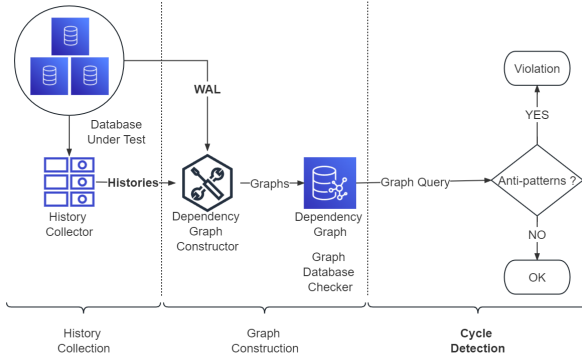 Violation
WAL
YES
Database
Under Test
Histories
Graphs
Graph Query
Anti-patterns ?
History
Collector
Dependency
Graph
Constructor
Dependency
Graph
NO
Graph
Database
Checker
OK
History
Collection
Graph
Construction
Cycle
Detection